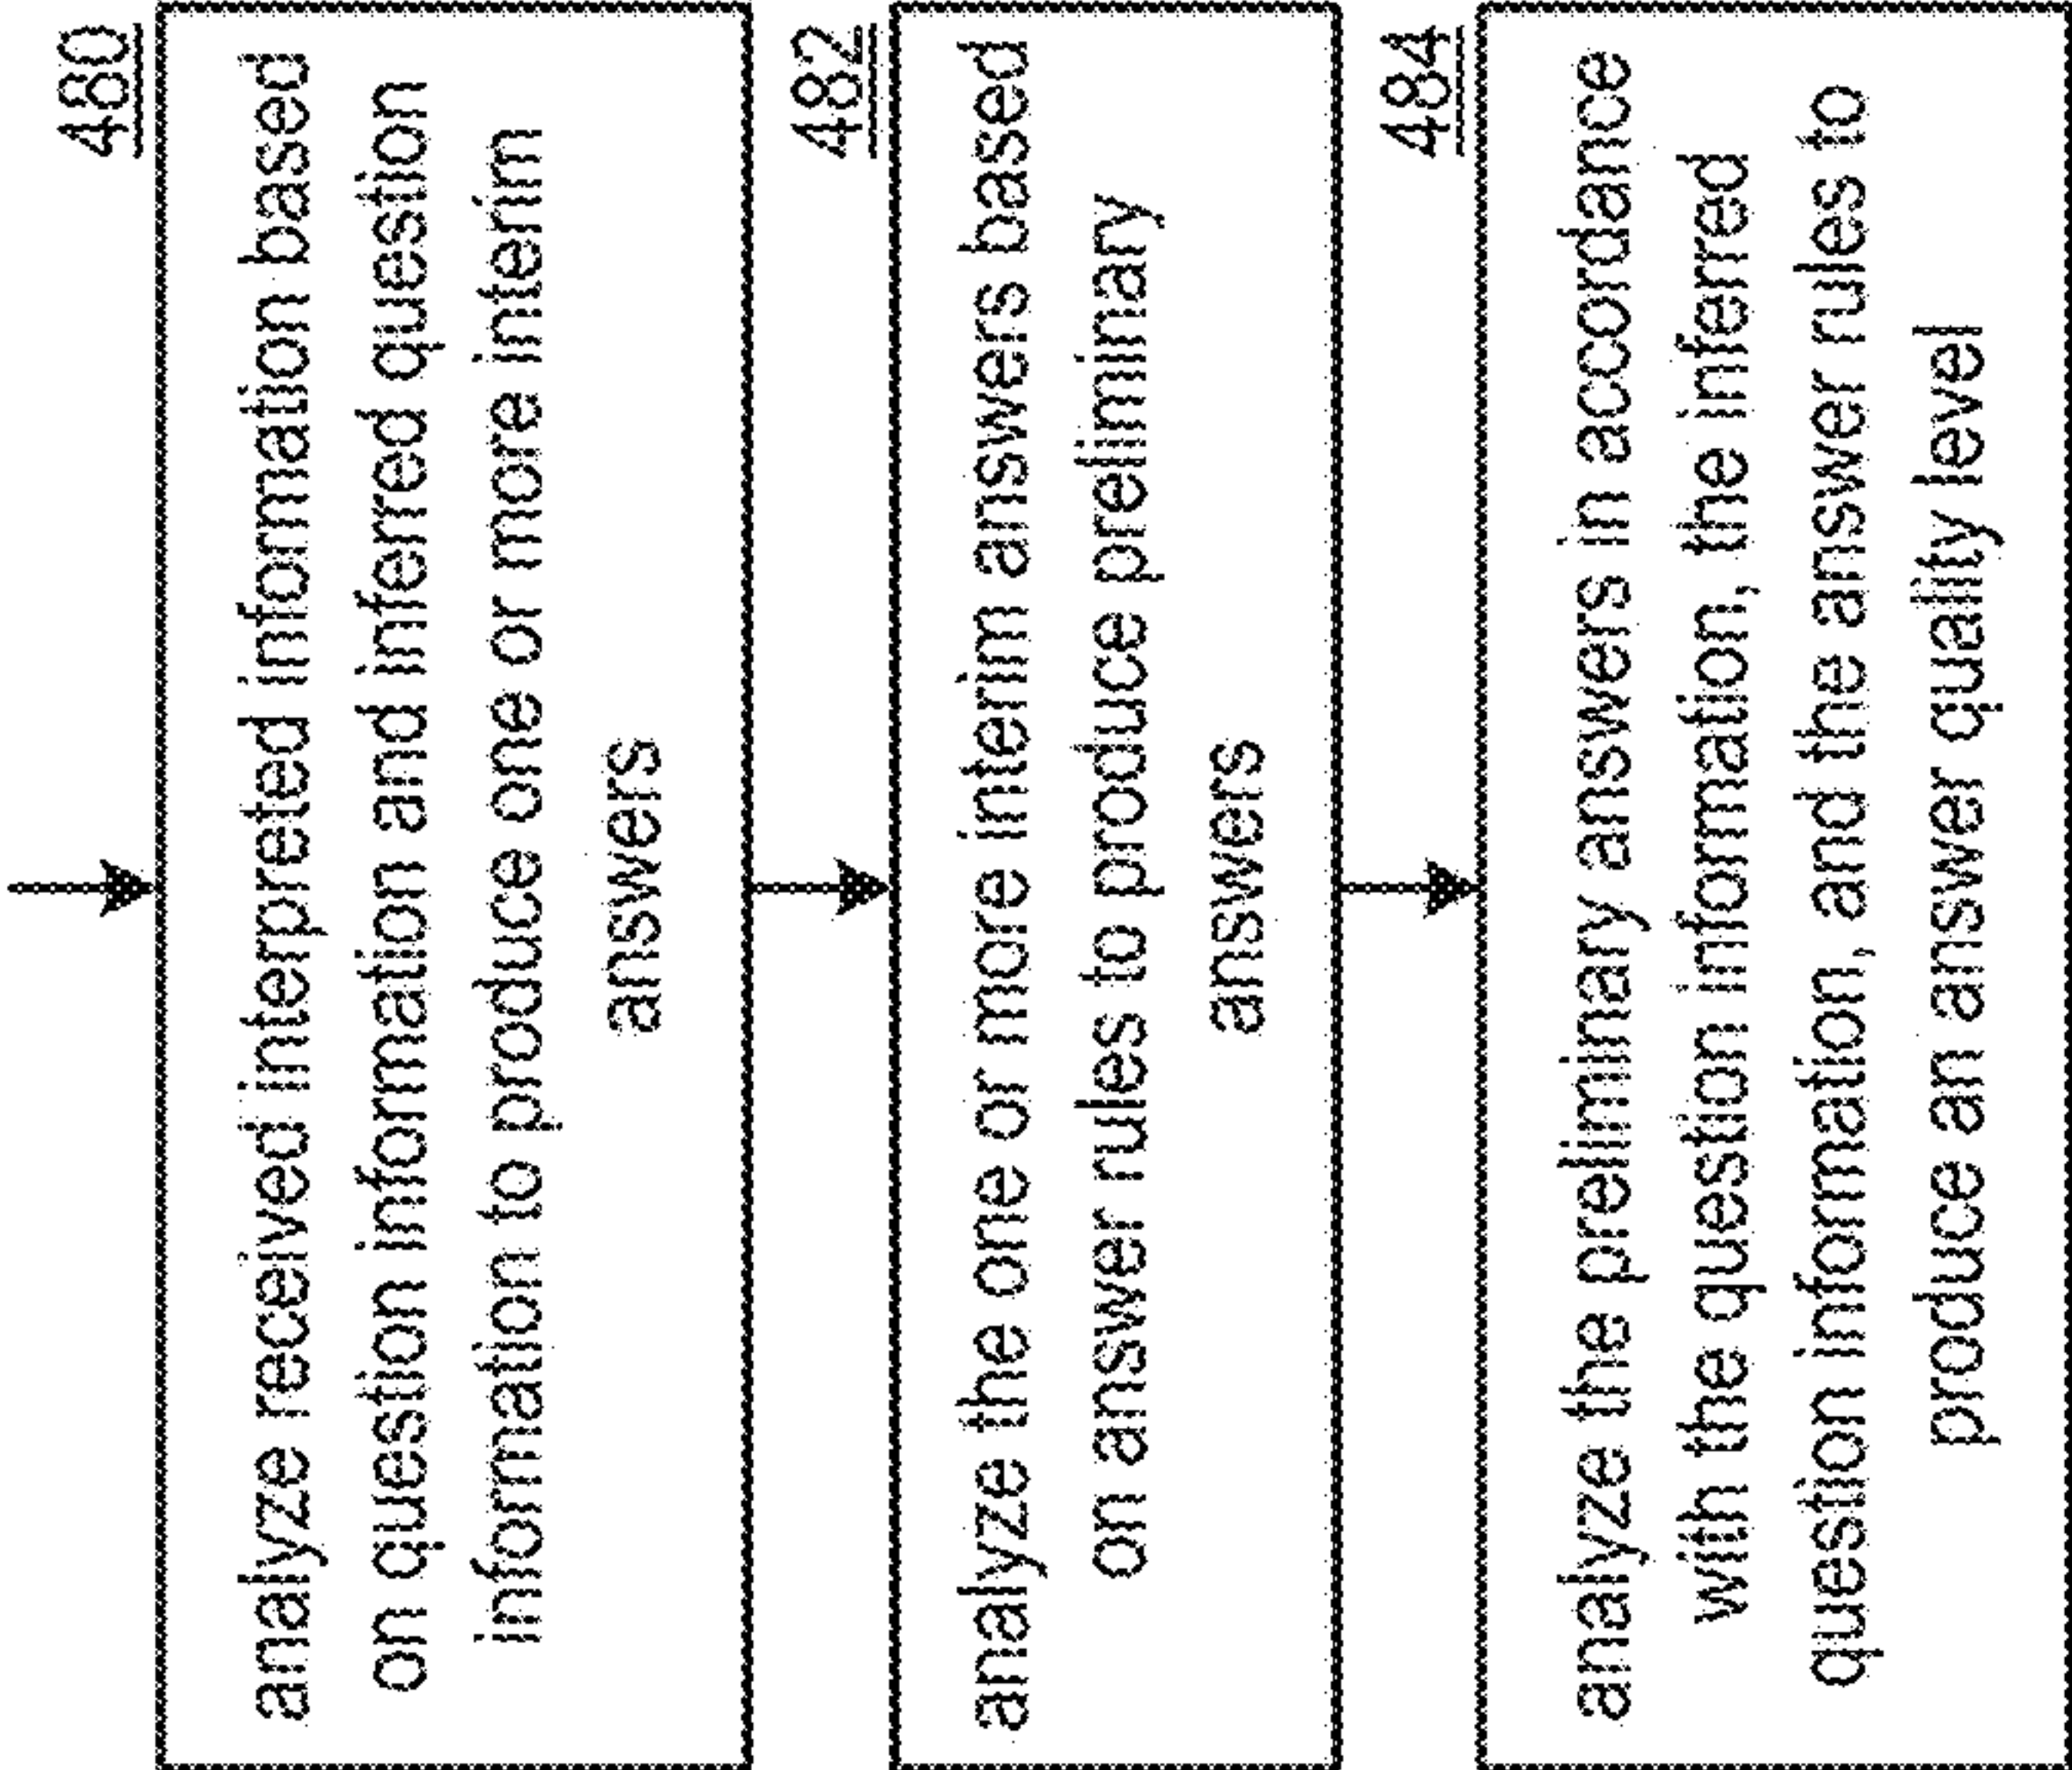 480
analyze received interpreted information based
on question information and inferred question
information to produce one or more interim
answers
482
analyze the one or more interim answers based
on answer rules to produce preliminary
answers
484
analyze the preliminary answers in accordance
with the question information, the inferred
question information, and the answer rules to
produce an answer quality level